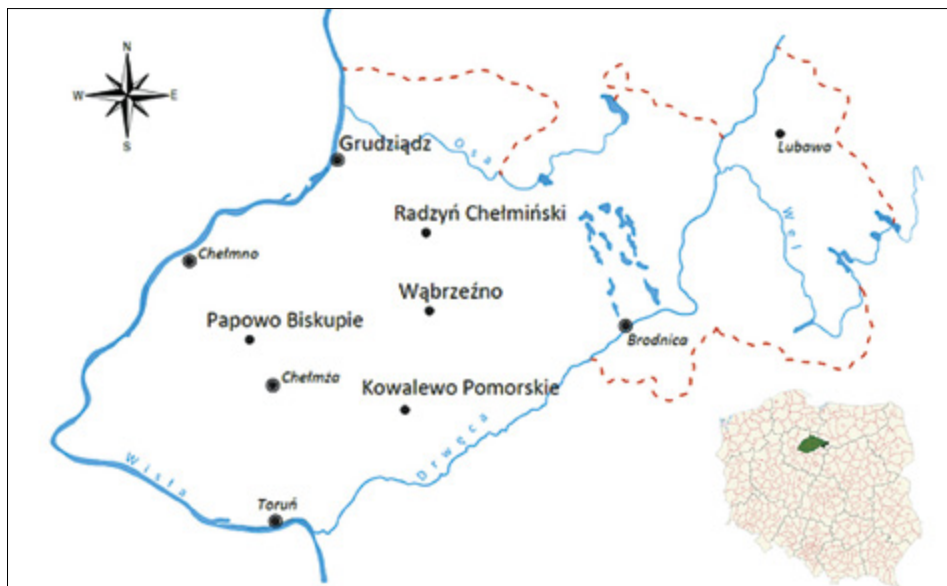 N
W E
S
Grudziądz
Osa
Lubawa
Radzyń Chełmiński
Wel
Chełmno
Wąbrzeźno
Papowo Biskupie
Brodnica
Chełmża
Kowalewo Pomorskie
Drwęca
Wisła
Toruń